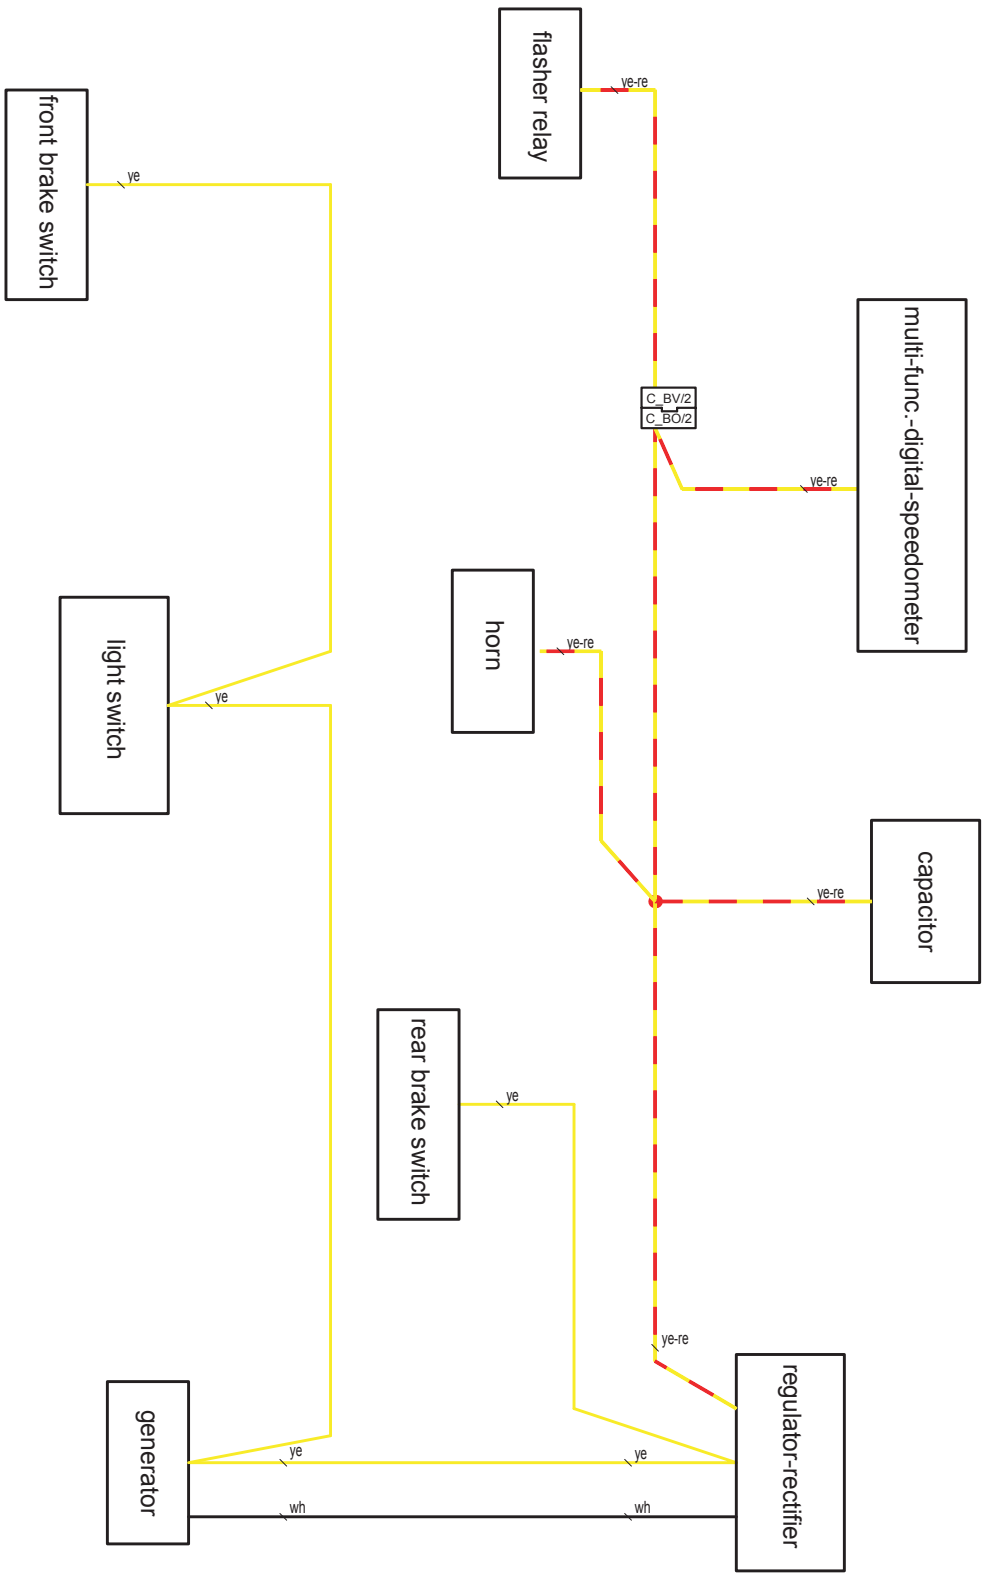 flasher relay
ye-re
front brake switch
ye
multi-func.-digital-speedometer
C_BV/2
C_BO/2
ye-re
horn
ye-re
light switch
ye
capacitor
ye-re
rear brake switch
ye
ye-re
regulator-rectifier
generator
ye
ye
wh
wh